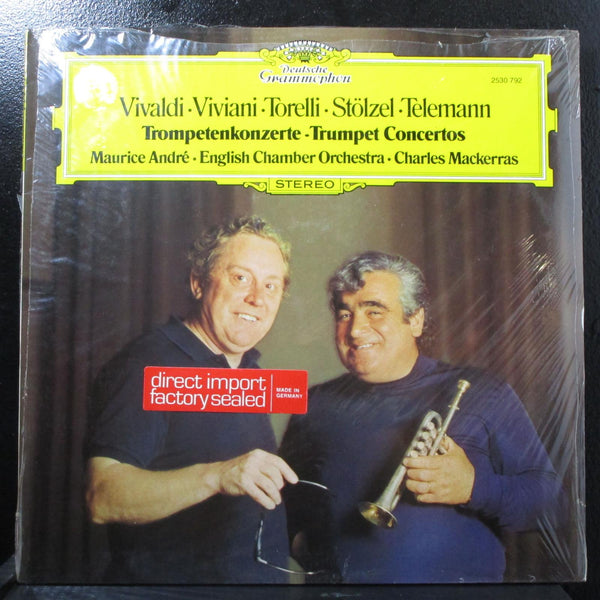 Deutsche
Grammophon
2530 792
Vivaldi · Viviani · Torelli · Stölzel · Telemann
Trompetenkonzerte · Trumpet Concertos
Maurice André · English Chamber Orchestra · Charles Mackerras
STEREO
direct import
factory sealed
MADE IN
GERMANY